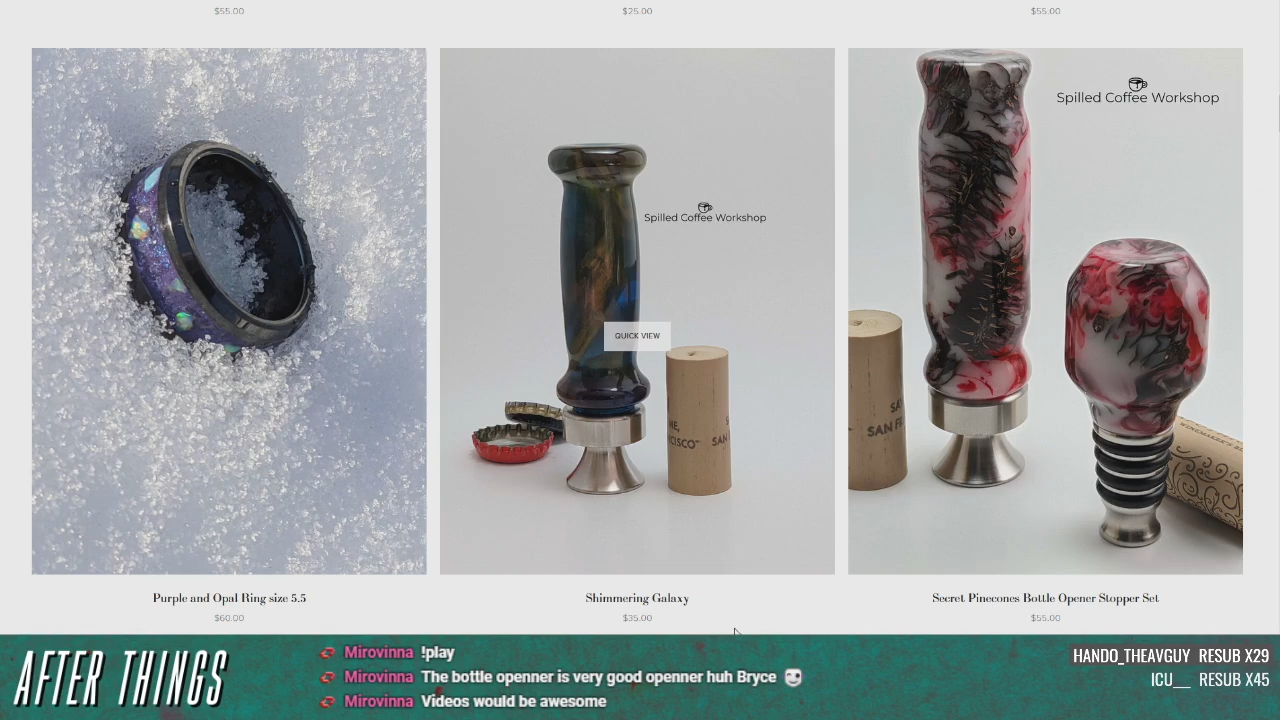 $55.00
$25.00
$55.00
Spilled Coffee Workshop
Spilled Coffee Workshop
QUICK VIEW
SAN FR
SAN
WINEMAKER'S
Purple and Opal Ring size 5.5
Shimmering Galaxy
Secret Pinecones Bottle Opener Stopper Set
$60.00
$35.00
$55.00
AFTER THINGS
Mirovinna !play
Mirovinna The bottle openner is very good openner huh Bryce
Mirovinna Videos would be awesome
HANDO_THEAVGUY RESUB X29
ICU__ RESUB X45